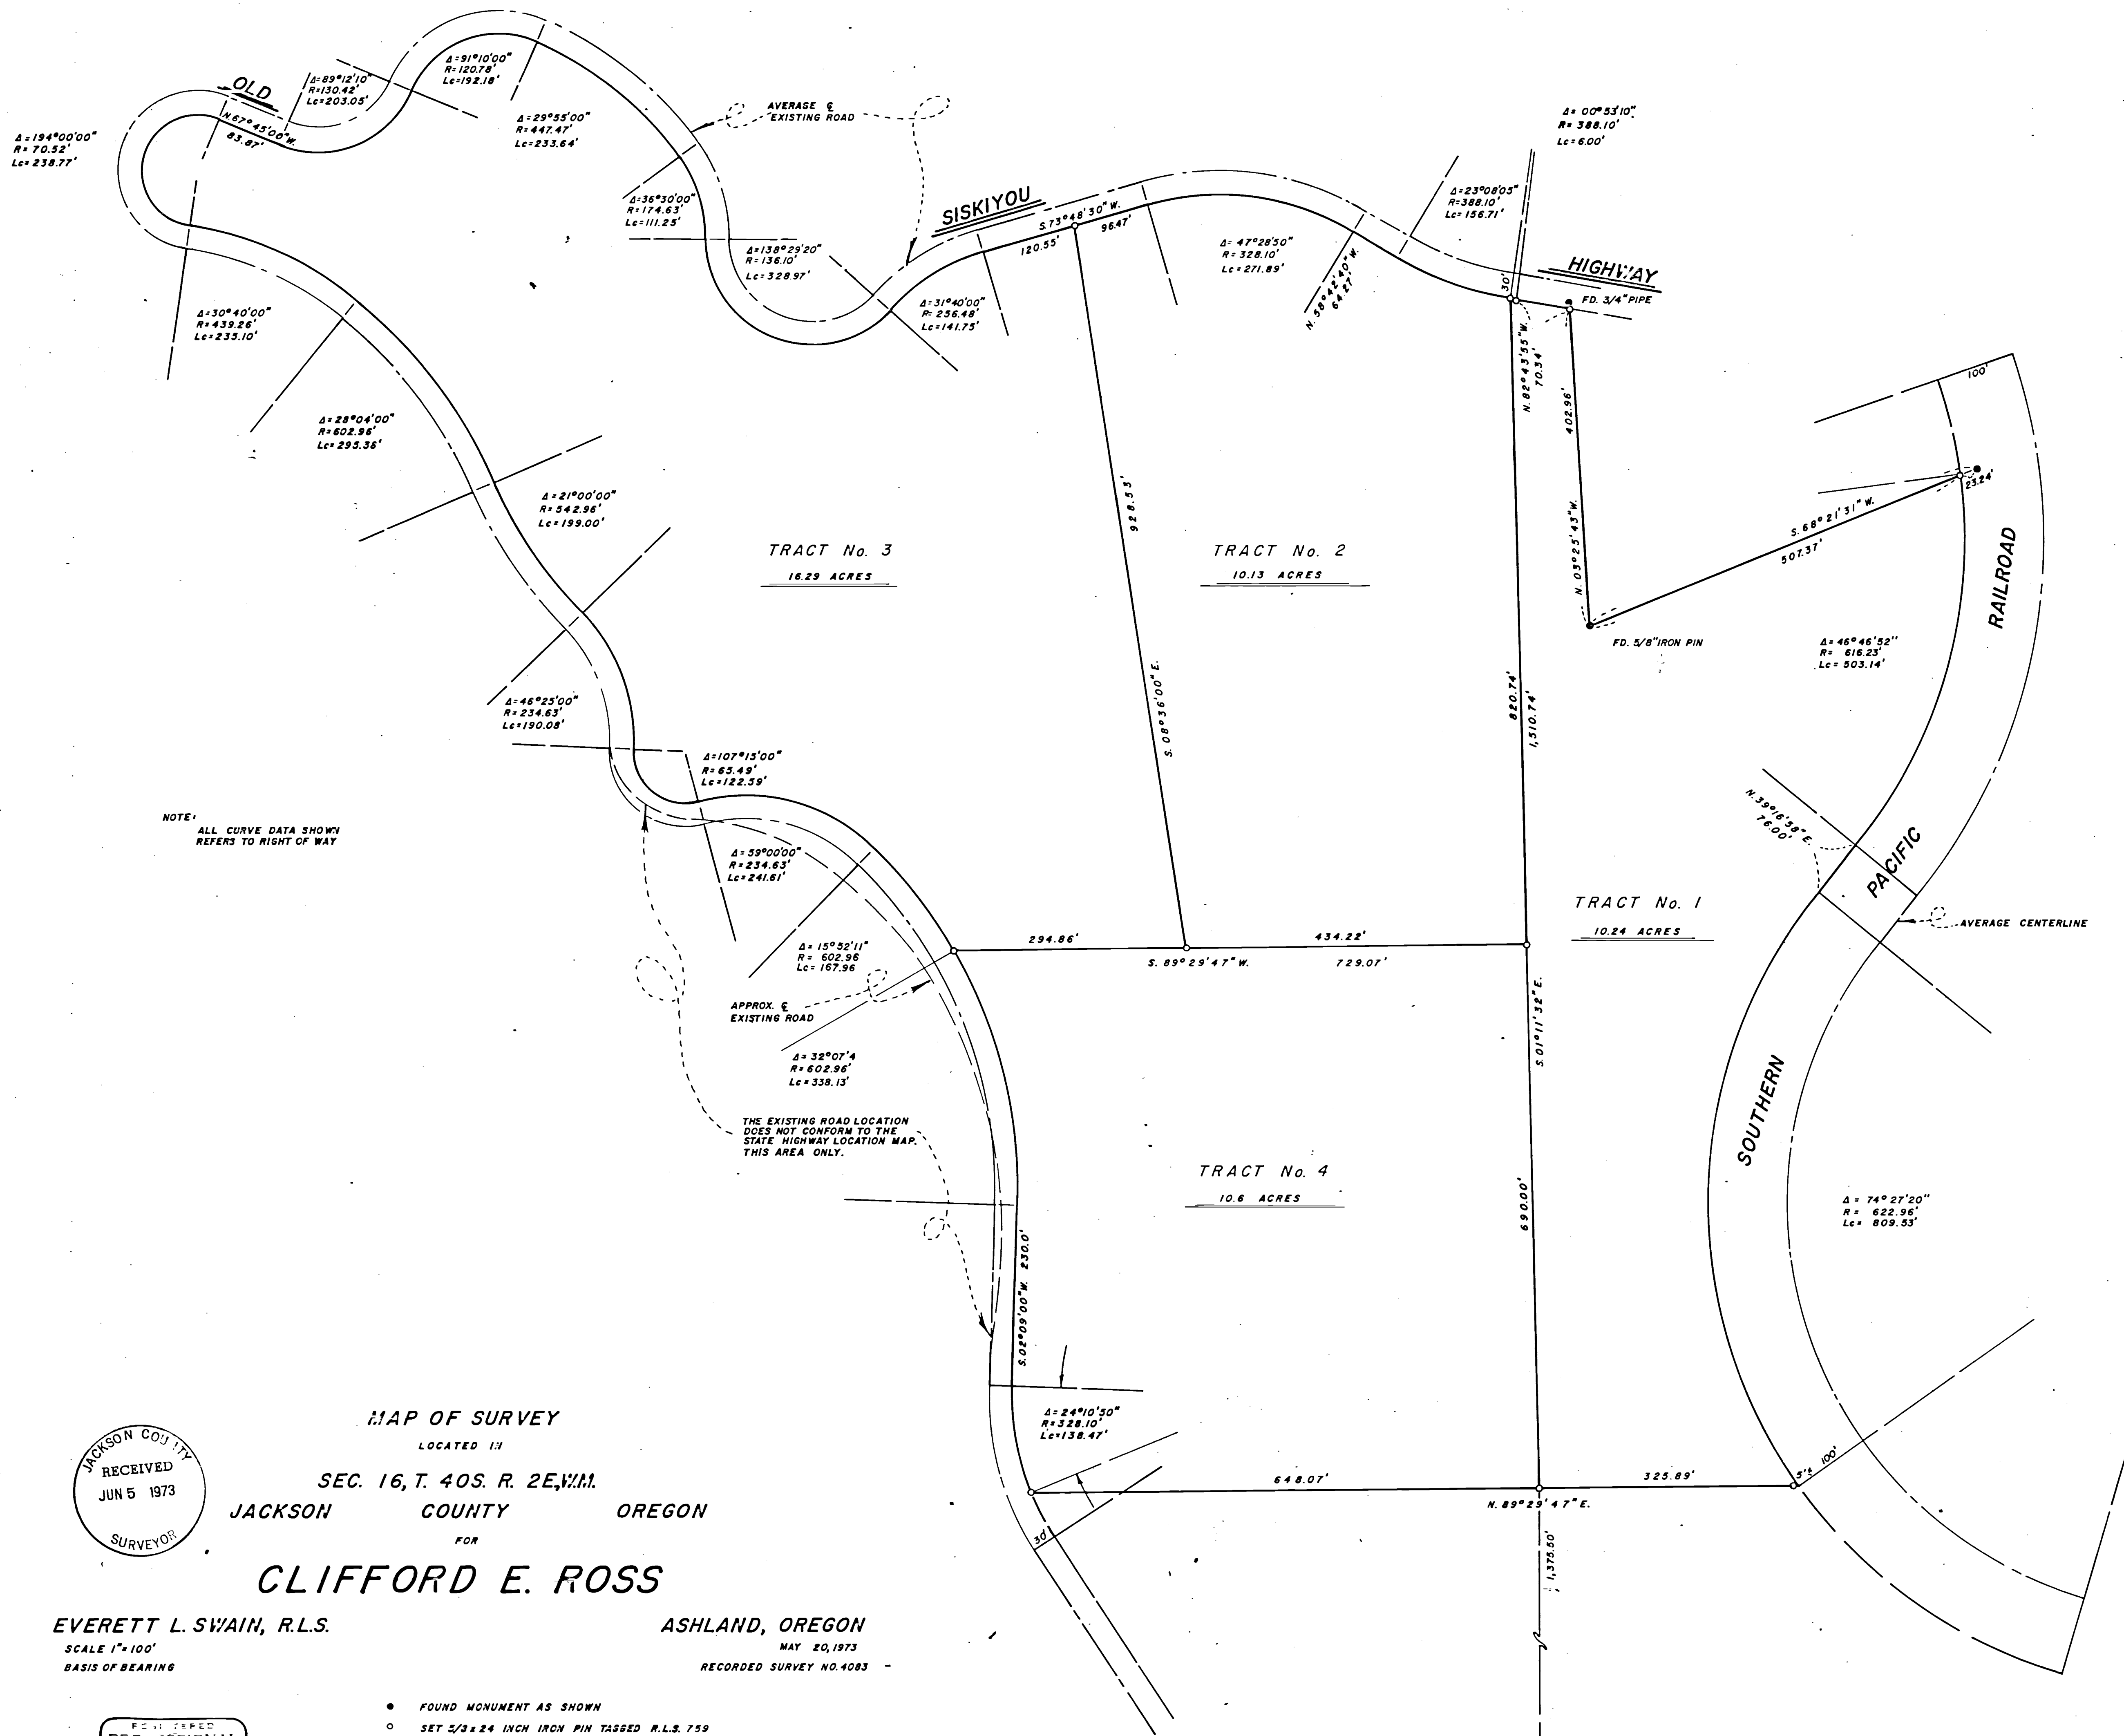 OLD
SISKIYOU
HIGHWAY
Δ=194°00'00"
R=70.52'
Lc=238.77'
N.67°45'00"W.
83.87'
Δ=89°12'10"
R=130.42'
Lc=203.05'
Δ=91°10'00"
R=120.78'
Lc=192.18'
Δ=29°55'00"
R=447.47'
Lc=233.64'
AVERAGE ℄
EXISTING ROAD
Δ=36°30'00"
R=174.63'
Lc=111.25'
Δ=138°29'20"
R=136.10'
Lc=328.97'
Δ=31°40'00"
R=256.48'
Lc=141.75'
S.73°48'30"W.
120.55'
96.47'
Δ=47°28'50"
R=328.10'
Lc=271.89'
N.58°42'40"W.
64.27'
Δ=23°08'05"
R=388.10'
Lc=156.71'
Δ= 00°53'10"
R= 388.10'
Lc=6.00'
30'
FD. 3/4" PIPE
N.82°43'55"W.
70.34'
402.96'
N.03°25'43"W.
FD. 5/8" IRON PIN
S.68°21'31"W.
507.37'
23.24'
100'
RAILROAD
PACIFIC
SOUTHERN
Δ= 46°46'52"
R= 616.23'
Lc= 503.14'
N.39°16'58"E.
76.00'
AVERAGE CENTERLINE
Δ= 74°27'20"
R= 622.96'
Lc= 809.53'
Δ=30°40'00"
R=439.26'
Lc=235.10'
Δ=28°04'00"
R=602.96'
Lc=295.36'
Δ=21°00'00"
R=542.96'
Lc=199.00'
Δ=46°25'00"
R=234.63'
Lc=190.08'
Δ=107°15'00"
R=65.49'
Lc=122.59'
Δ=59°00'00"
R=234.63'
Lc=241.61'
Δ= 15°52'11"
R= 602.96
Lc= 167.96
APPROX. ℄
EXISTING ROAD
Δ= 32°07'4
R=602.96'
Lc=338.13'
TRACT No. 3
16.29 ACRES
928.53'
S.08°36'00"E.
TRACT No. 2
10.13 ACRES
820.74'
1,510.74'
TRACT No. 1
10.24 ACRES
294.86'
434.22'
S.89°29'47"W.
729.07'
S.01°11'32"E.
690.00'
TRACT No. 4
10.6 ACRES
NOTE:
ALL CURVE DATA SHOWN
REFERS TO RIGHT OF WAY
THE EXISTING ROAD LOCATION
DOES NOT CONFORM TO THE
STATE HIGHWAY LOCATION MAP.
THIS AREA ONLY.
S.02°09'00"W. 230.0'
Δ=24°10'50"
R=328.10'
Lc=138.47'
30'
648.07'
325.89'
5'±
100'
N.89°29'47"E.
1,375.50'
JACKSON COUNTY
RECEIVED
JUN 5 1973
SURVEYOR
MAP OF SURVEY
LOCATED IN
SEC. 16, T. 40S. R. 2E, W.M.
JACKSON COUNTY OREGON
FOR
CLIFFORD E. ROSS
EVERETT L. SWAIN, R.L.S.
ASHLAND, OREGON
SCALE 1"=100'
MAY 20, 1973
BASIS OF BEARING
RECORDED SURVEY NO. 4083
FOUND MONUMENT AS SHOWN
SET 5/8 x 24 INCH IRON PIN TAGGED R.L.S. 759